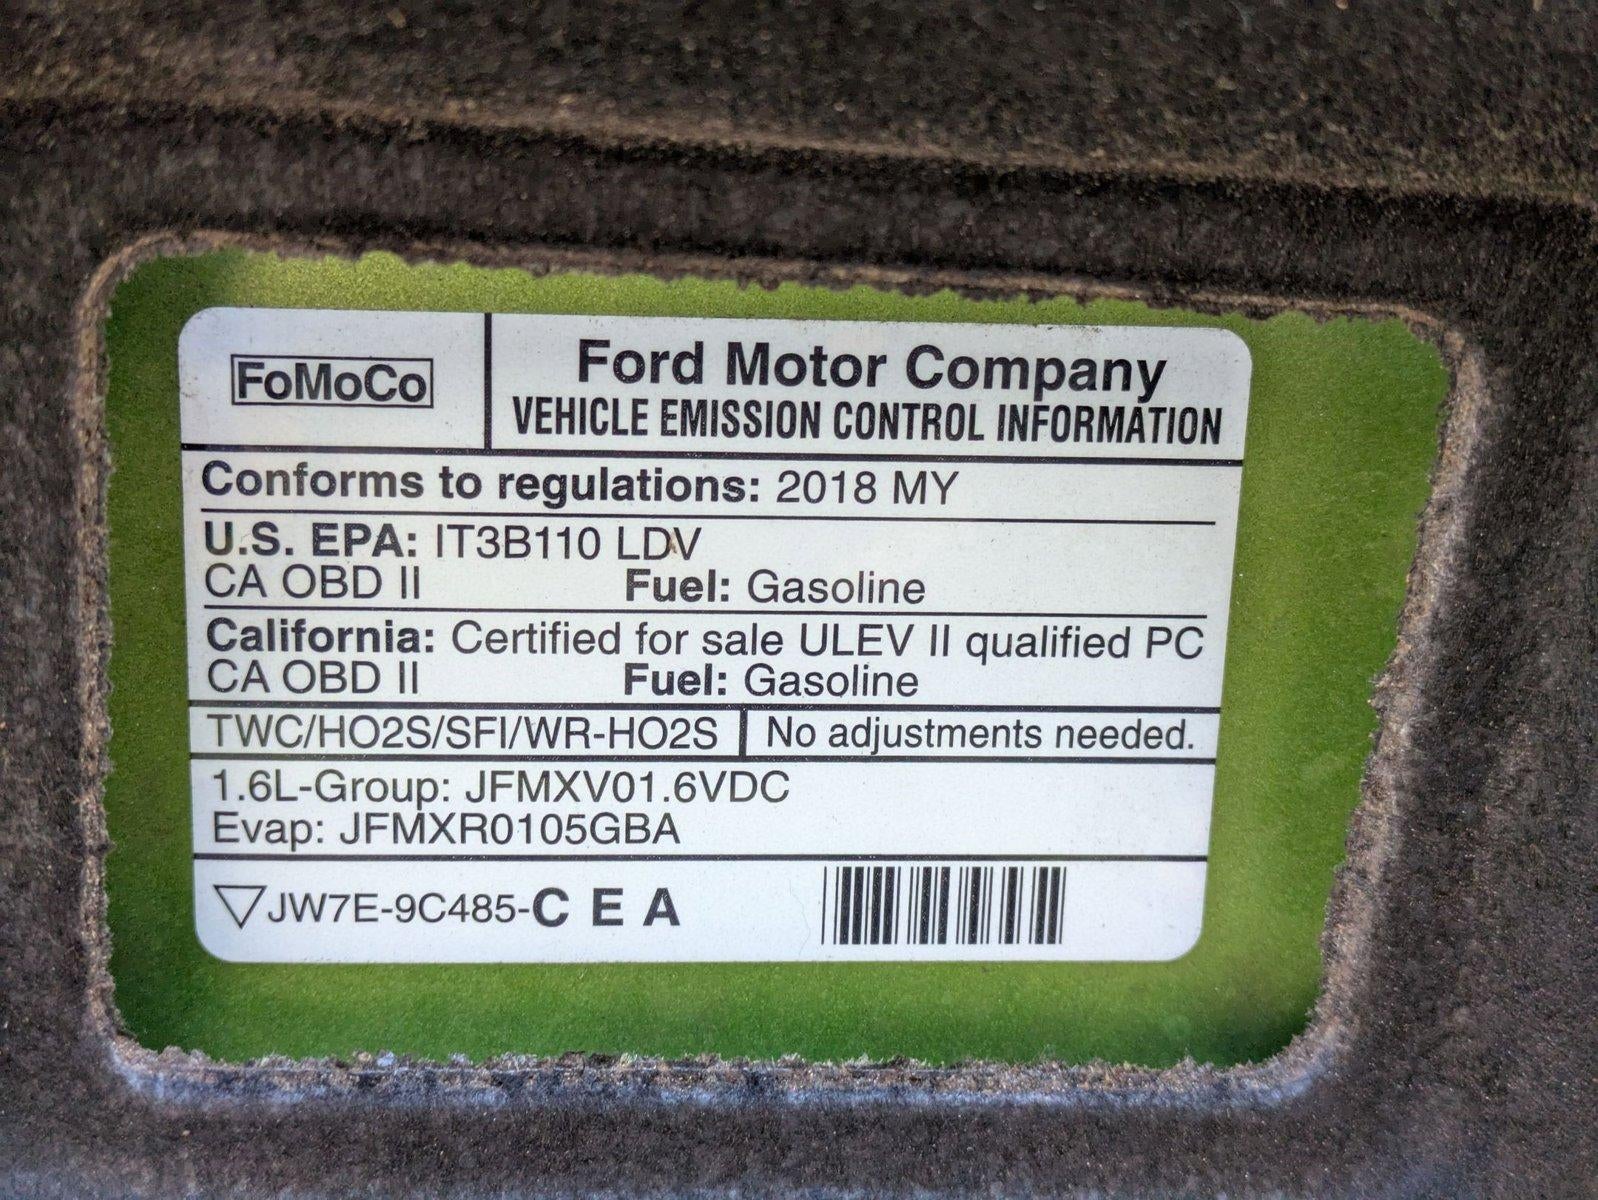 FoMoCo
Ford Motor Company
VEHICLE EMISSION CONTROL INFORMATION
Conforms to regulations: 2018 MY
U.S. EPA: IT3B110 LDV
CA OBD II Fuel: Gasoline
California: Certified for sale ULEV II qualified PC
CA OBD II Fuel: Gasoline
TWC/HO2S/SFI/WR-HO2S No adjustments needed.
1.6L-Group: JFMXV01.6VDC
Evap: JFMXR0105GBA
JW7E-9C485-C E A